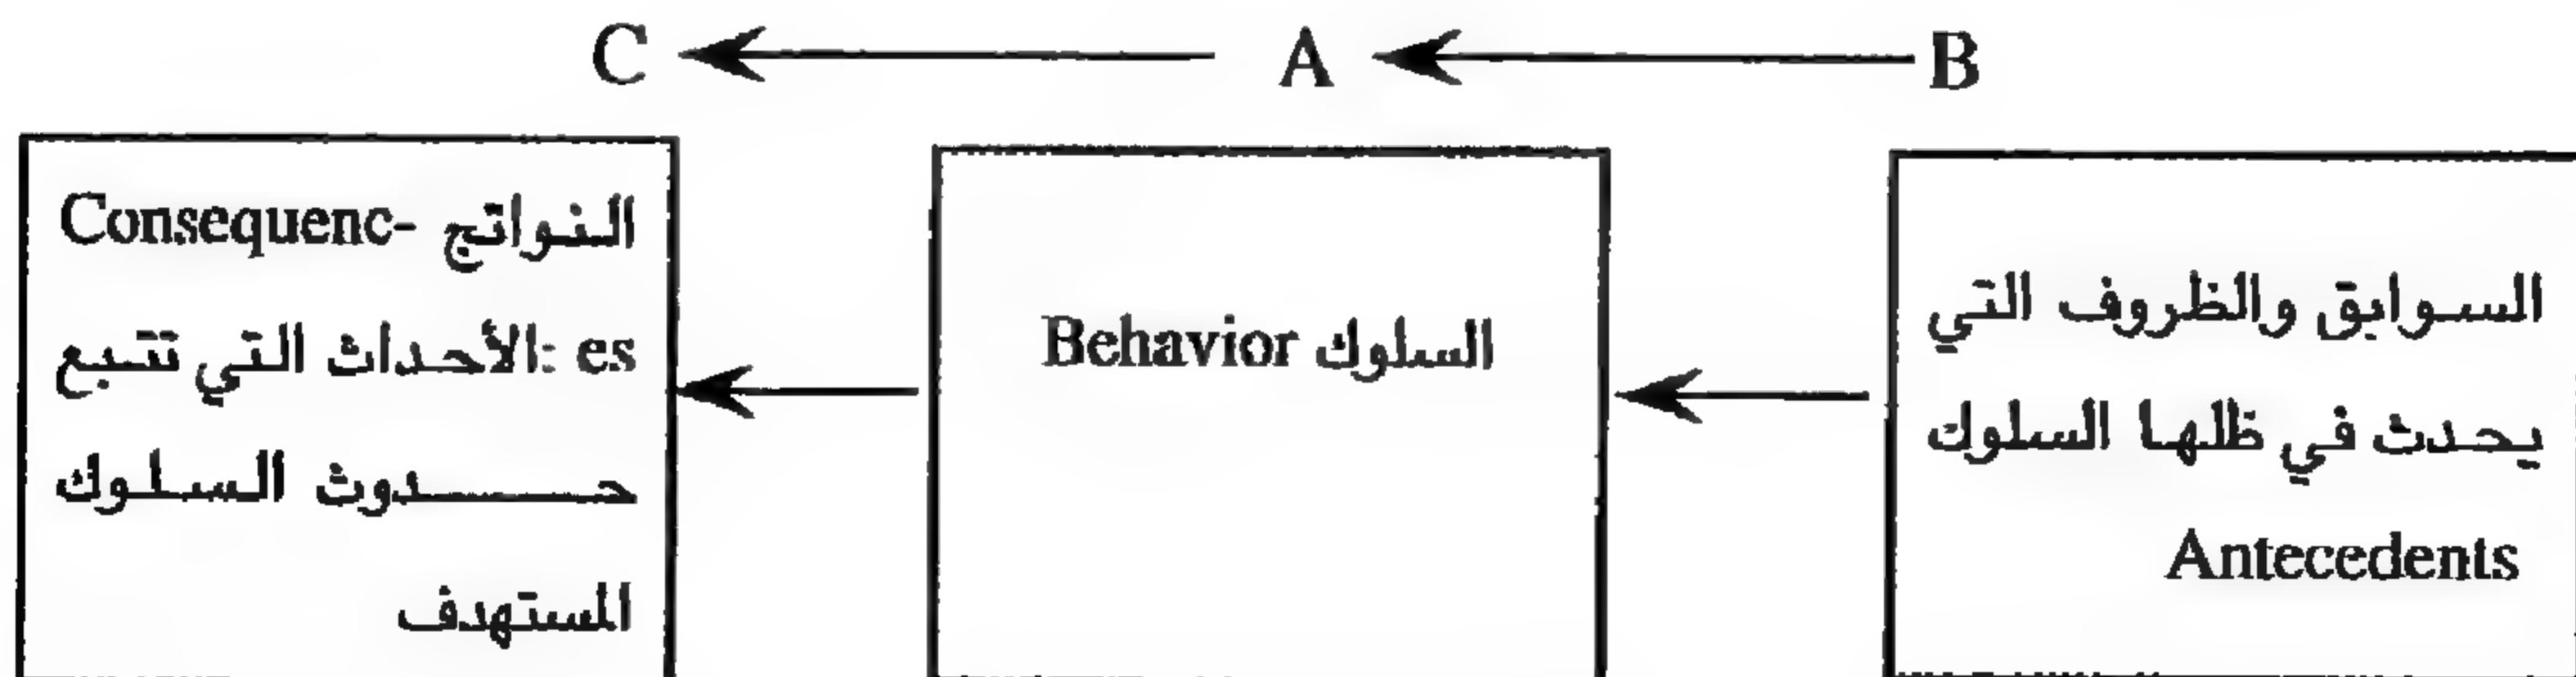 B ← A ← C
السوابق والظروف التي
يحدث في ظلها السلوك
Antecedents
السلوك Behavior
النواتج Consequenc-
es :الأحداث التي تتبع
حدوث السلوك
المستهدف